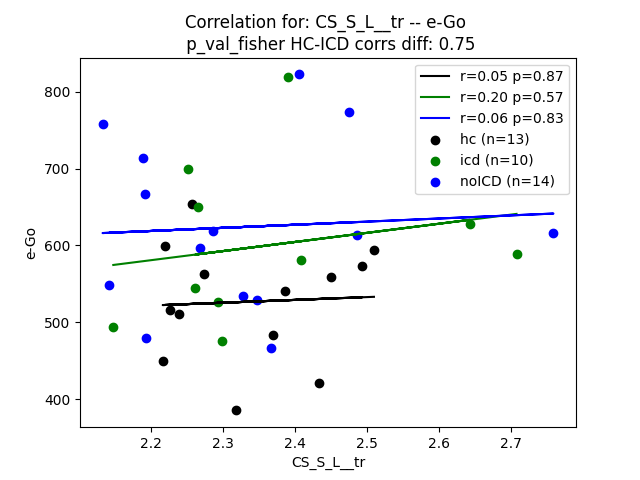 Correlation for: CS_S_L__tr -- e-Go
p_val_fisher HC-ICD corrs diff: 0.75
r=0.05 p=0.87
r=0.20 p=0.57
r=0.06 p=0.83
hc (n=13)
icd (n=10)
noICD (n=14)
800
700
600
500
400
e-Go
2.2 2.3 2.4 2.5 2.6 2.7
CS_S_L__tr